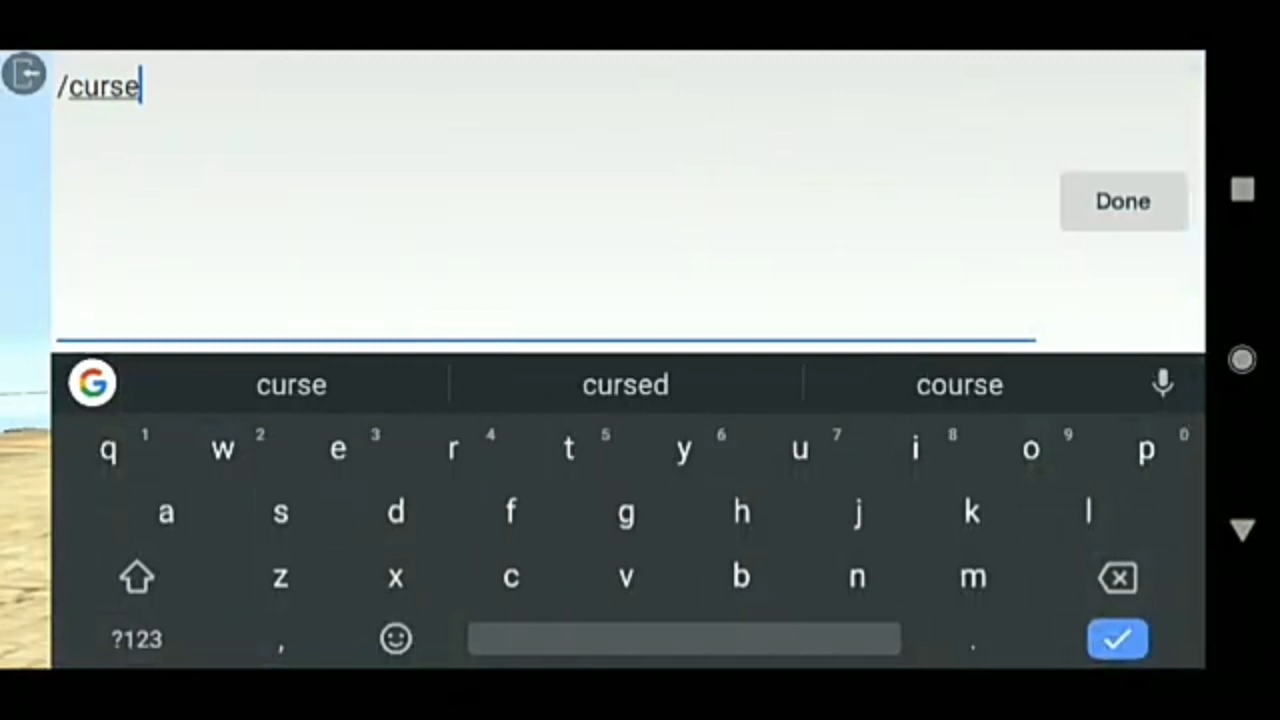 /curse
Done
G curse cursed course
q 1 w 2 e 3 r 4 t 5 y 6 u 7 i 8 o 9 p 0
a s d f g h j k l
z x c v b n m
?123 , .